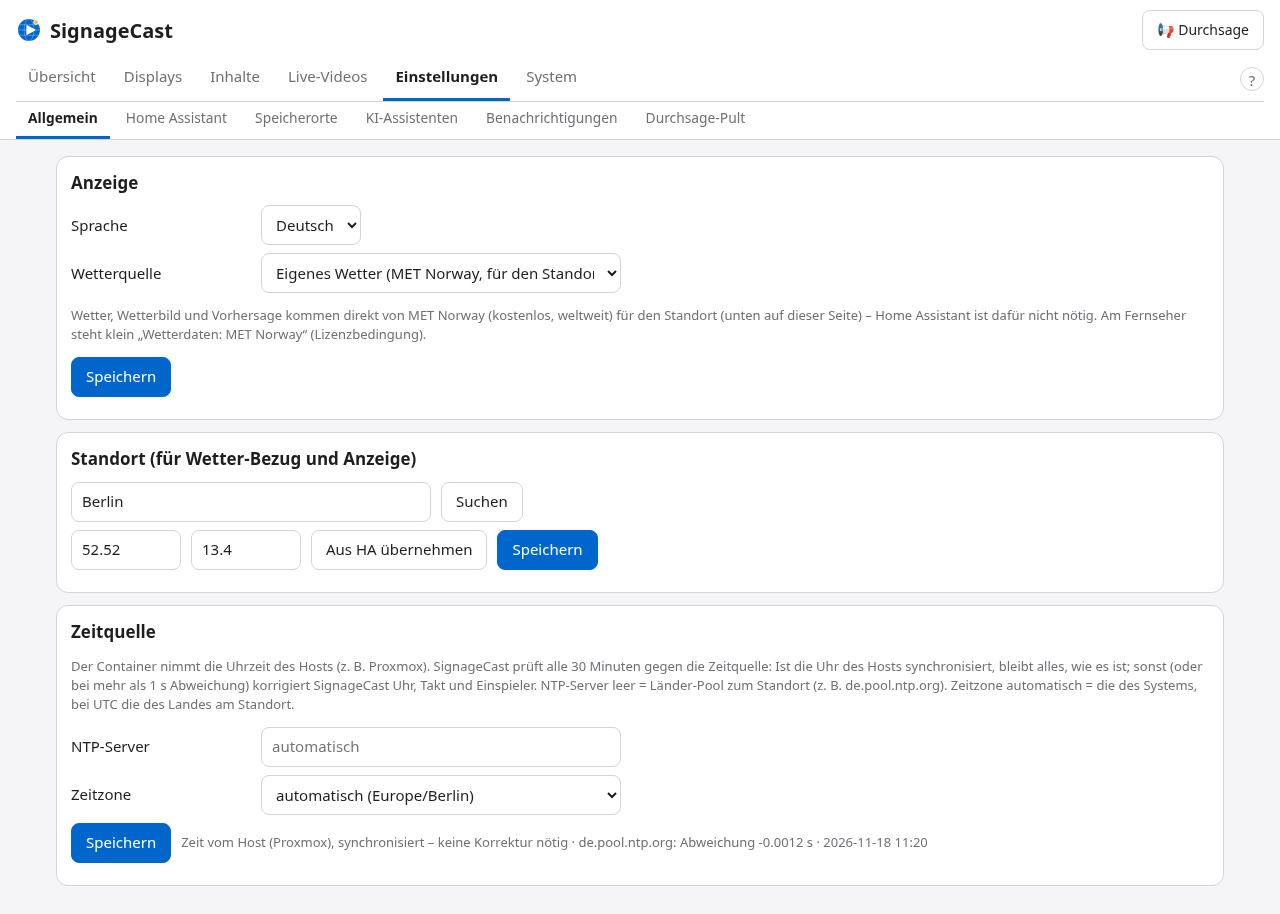 SignageCast
Durchsage
Übersicht Displays Inhalte Live-Videos Einstellungen System
?
Allgemein Home Assistant Speicherorte KI-Assistenten Benachrichtigungen Durchsage-Pult
Anzeige
Sprache Deutsch
Wetterquelle Eigenes Wetter (MET Norway, für den Standor
Wetter, Wetterbild und Vorhersage kommen direkt von MET Norway (kostenlos, weltweit) für den Standort (unten auf dieser Seite) – Home Assistant ist dafür nicht nötig. Am Fernseher
steht klein „Wetterdaten: MET Norway“ (Lizenzbedingung).
Speichern
Standort (für Wetter-Bezug und Anzeige)
Berlin Suchen
52.52 13.4 Aus HA übernehmen Speichern
Zeitquelle
Der Container nimmt die Uhrzeit des Hosts (z. B. Proxmox). SignageCast prüft alle 30 Minuten gegen die Zeitquelle: Ist die Uhr des Hosts synchronisiert, bleibt alles, wie es ist; sonst (oder
bei mehr als 1 s Abweichung) korrigiert SignageCast Uhr, Takt und Einspieler. NTP-Server leer = Länder-Pool zum Standort (z. B. de.pool.ntp.org). Zeitzone automatisch = die des Systems,
bei UTC die des Landes am Standort.
NTP-Server automatisch
Zeitzone automatisch (Europe/Berlin)
Speichern Zeit vom Host (Proxmox), synchronisiert – keine Korrektur nötig · de.pool.ntp.org: Abweichung -0.0012 s · 2026-11-18 11:20